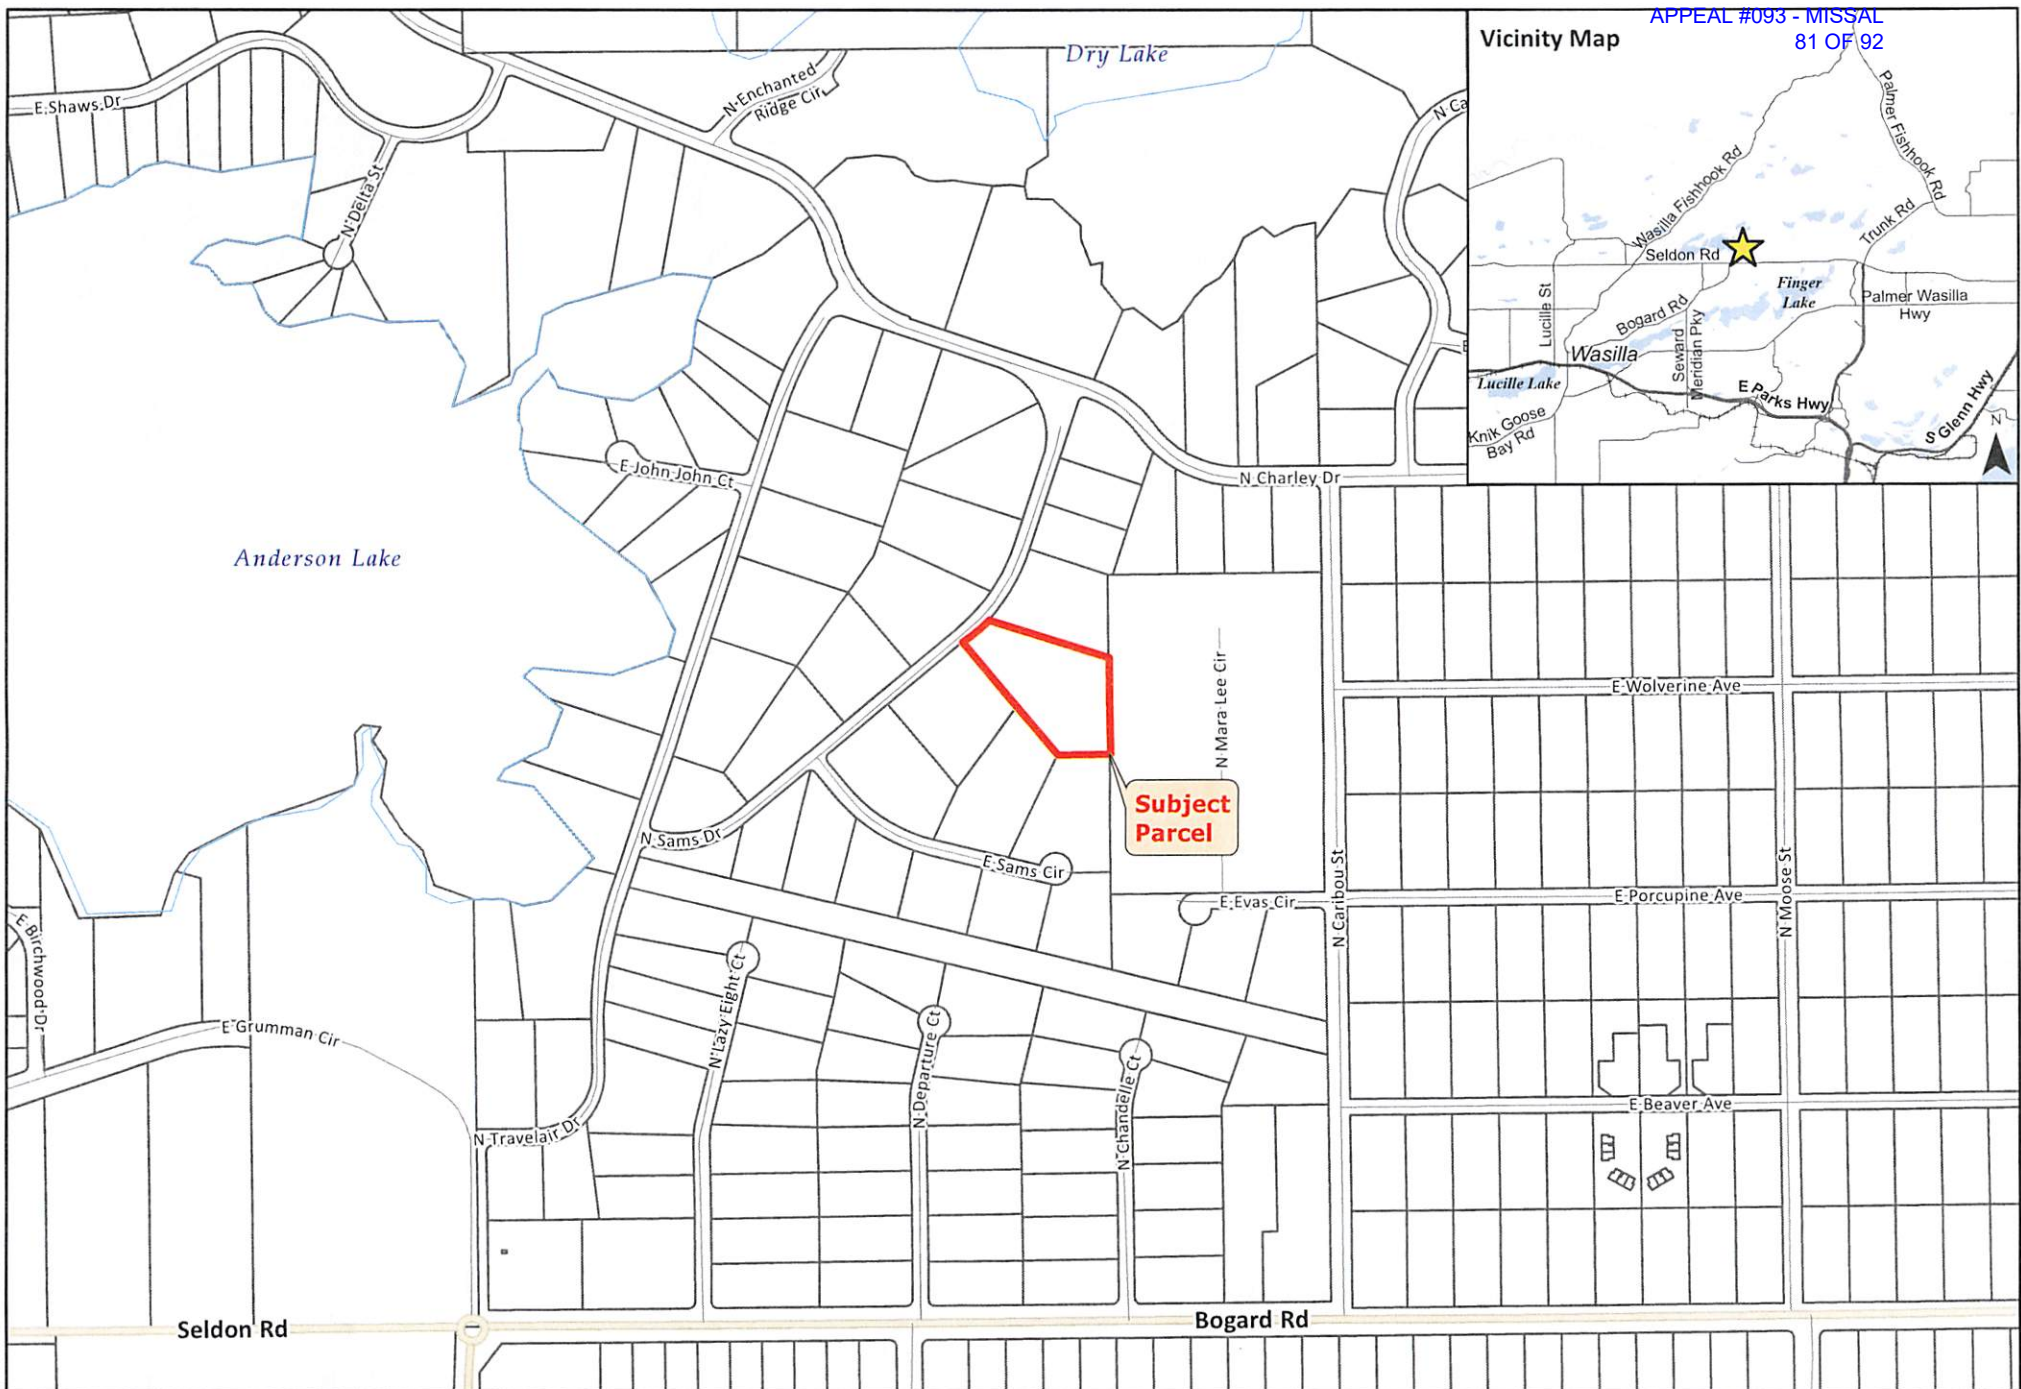 APPEAL #093 - MISSAL
81 OF 92
Vicinity Map
Palmer Fishhook Rd
Wasilla Fishhook Rd
Trunk Rd
Seldon Rd
Finger
Lake
Palmer Wasilla
Hwy
Lucille St
Bogard Rd
Seward
Meridian Pky
Wasilla
Lucille Lake
E Parks Hwy
Knik Goose
Bay Rd
S Glenn Hwy
N
Dry Lake
E Shaws Dr
N Enchanted
Ridge Cir
N Ca
N Delta St
E
E John John Ct
N Charley Dr
Anderson Lake
N Mara Lee Cir
E Wolverine Ave
Subject
Parcel
N Sams Dr
E Sams Cir
N Caribou St
N Moose St
E Porcupine Ave
E Evas Cir
E Birchwood Dr
N Lazy Eight Ct
E Grumman Cir
N Departure Ct
N Chandelle Ct
E Beaver Ave
N Travelair Dr
Seldon Rd
Bogard Rd